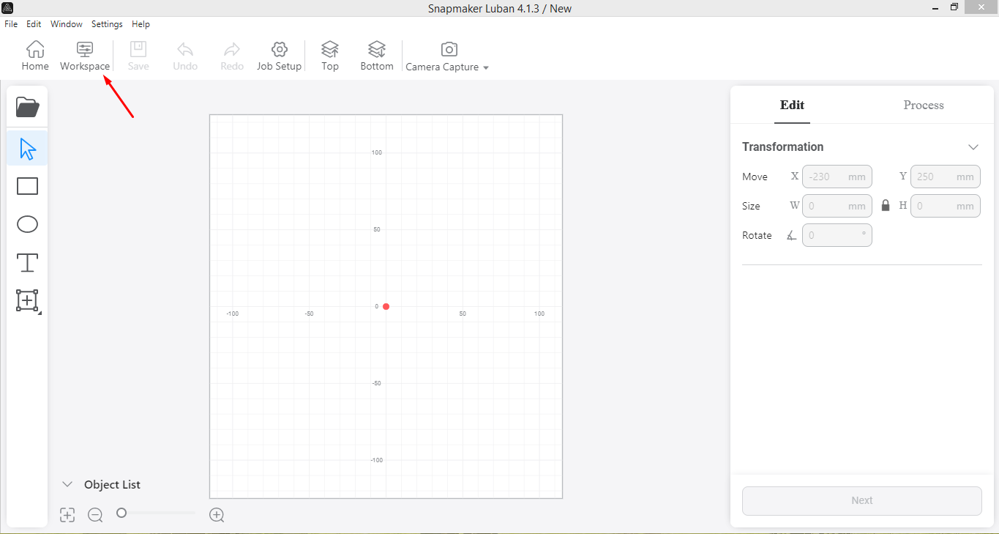 Snapmaker Luban 4.1.3 / New
File Edit Window Settings Help
Home Workspace Save Undo Redo Job Setup Top Bottom Camera Capture
Edit Process
Transformation
Move X -230 mm Y 250 mm
Size W 0 mm H 0 mm
Rotate 0 °
100
50
0
-100 -50 50 100
-50
-100
Object List
Next